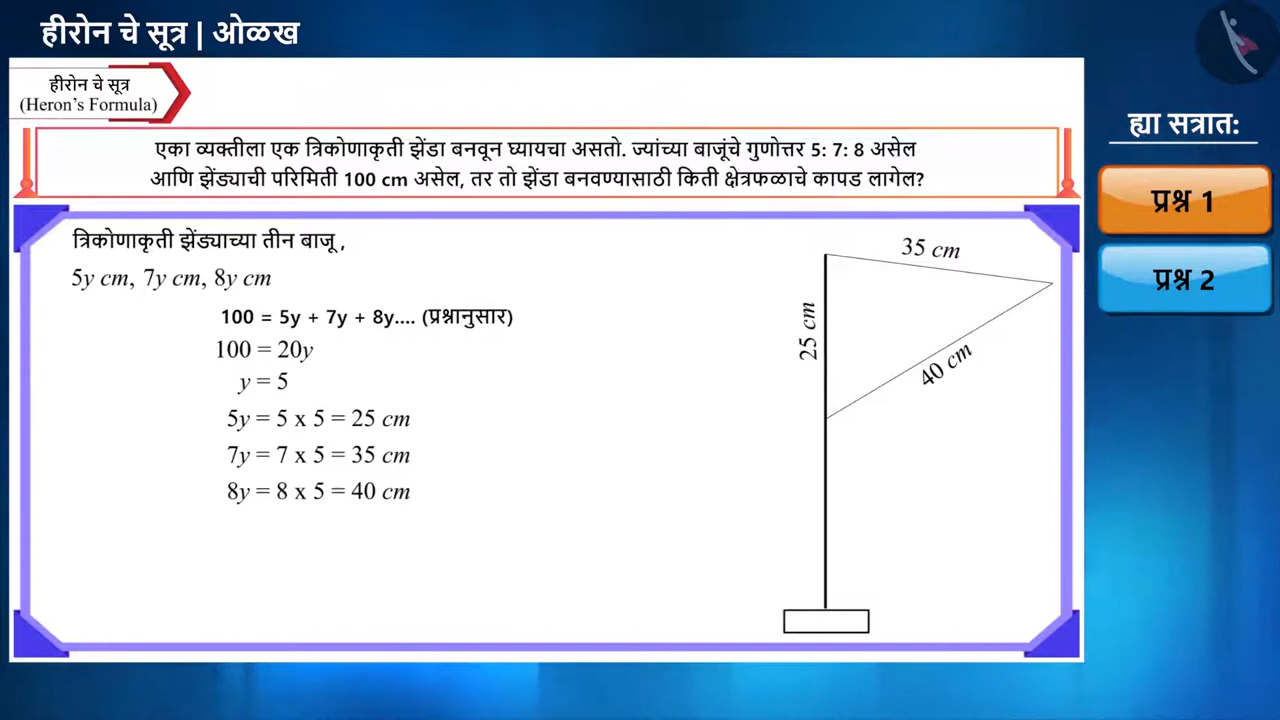 हीरोन चे सूत्र | ओळख
हीरोन चे सूत्र
(Heron's Formula)
एका व्यक्तीला एक त्रिकोणाकृती झेंडा बनवून घ्यायचा असतो. ज्यांच्या बाजूंचे गुणोत्तर 5: 7: 8 असेल
आणि झेंड्याची परिमिती 100 cm असेल, तर तो झेंडा बनवण्यासाठी किती क्षेत्रफळाचे कापड लागेल?
त्रिकोणाकृती झेंड्याच्या तीन बाजू ,
5y cm, 7y cm, 8y cm
100 = 5y + 7y + 8y.... (प्रश्नानुसार)
100 = 20y
y = 5
5y = 5 x 5 = 25 cm
7y = 7 x 5 = 35 cm
8y = 8 x 5 = 40 cm
35 cm
25 cm
40 cm
ह्या सत्रात:
प्रश्न 1
प्रश्न 2